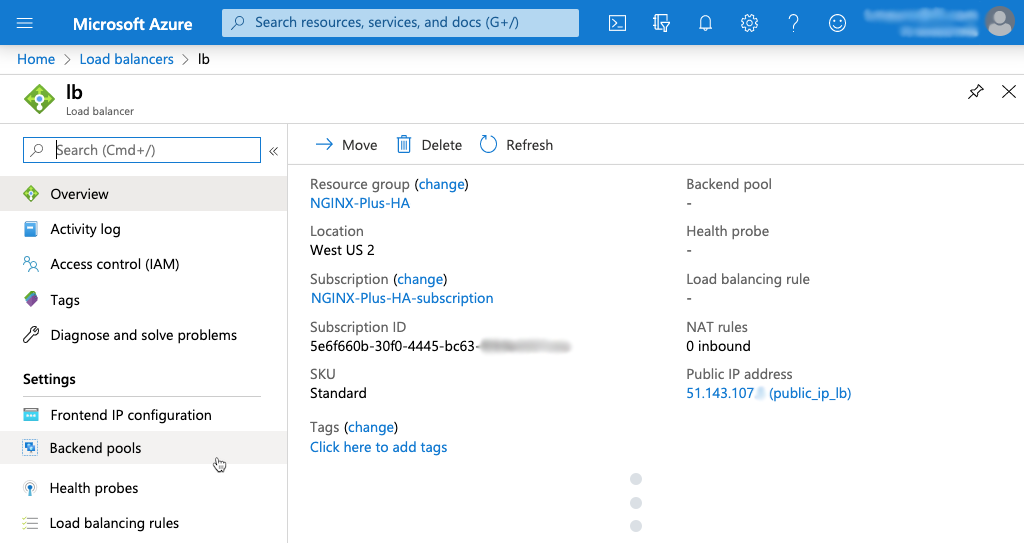 Microsoft Azure
Search resources, services, and docs (G+/)
Home > Load balancers > lb
lb
Load balancer
Search (Cmd+/)
«
Move Delete Refresh
Overview
Activity log
Access control (IAM)
Tags
Diagnose and solve problems
Settings
Frontend IP configuration
Backend pools
Health probes
Load balancing rules
Resource group (change)
NGINX-Plus-HA
Location
West US 2
Subscription (change)
NGINX-Plus-HA-subscription
Subscription ID
5e6f660b-30f0-4445-bc63-
SKU
Standard
Tags (change)
Click here to add tags
Backend pool
-
Health probe
-
Load balancing rule
-
NAT rules
0 inbound
Public IP address
51.143.107. (public_ip_lb)